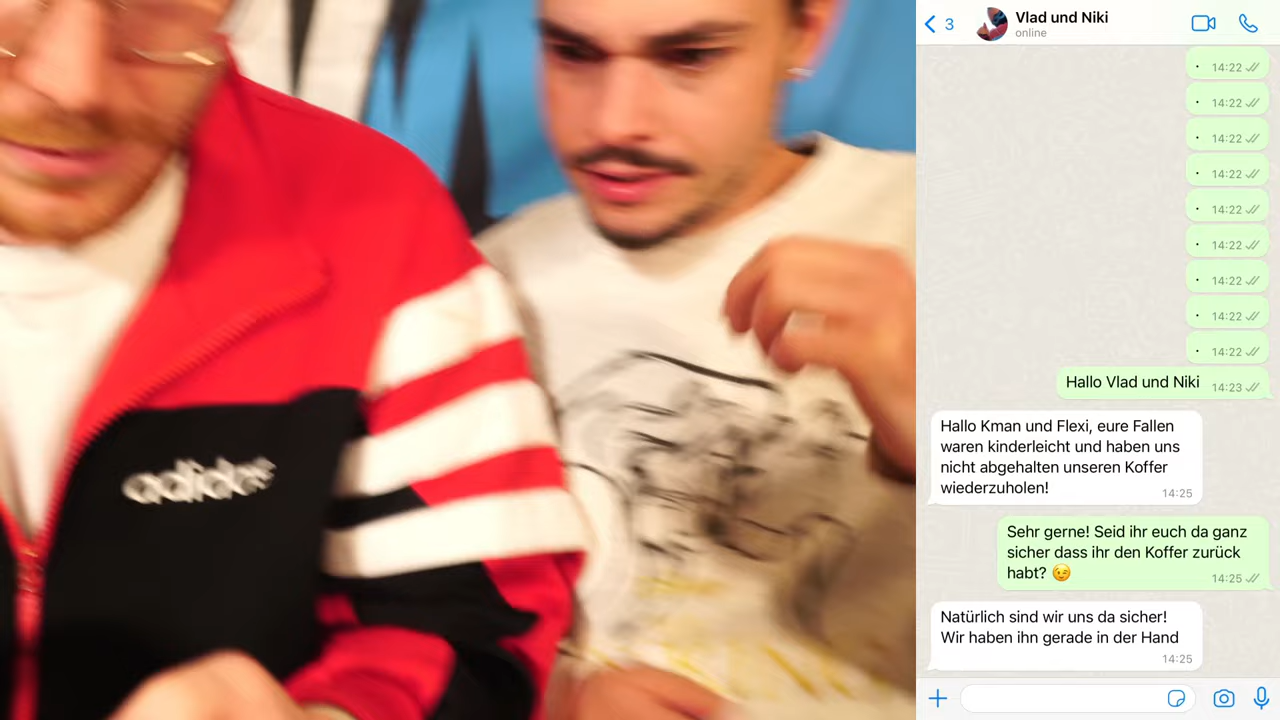 adidas
3
Vlad und Niki
online
. 14:22
. 14:22
. 14:22
. 14:22
. 14:22
. 14:22
. 14:22
. 14:22
. 14:22
Hallo Vlad und Niki 14:23
Hallo Kman und Flexi, eure Fallen
waren kinderleicht und haben uns
nicht abgehalten unseren Koffer
wiederzuholen!
14:25
Sehr gerne! Seid ihr euch da ganz
sicher dass ihr den Koffer zurück
habt? 😉 14:25
Natürlich sind wir uns da sicher!
Wir haben ihn gerade in der Hand
14:25